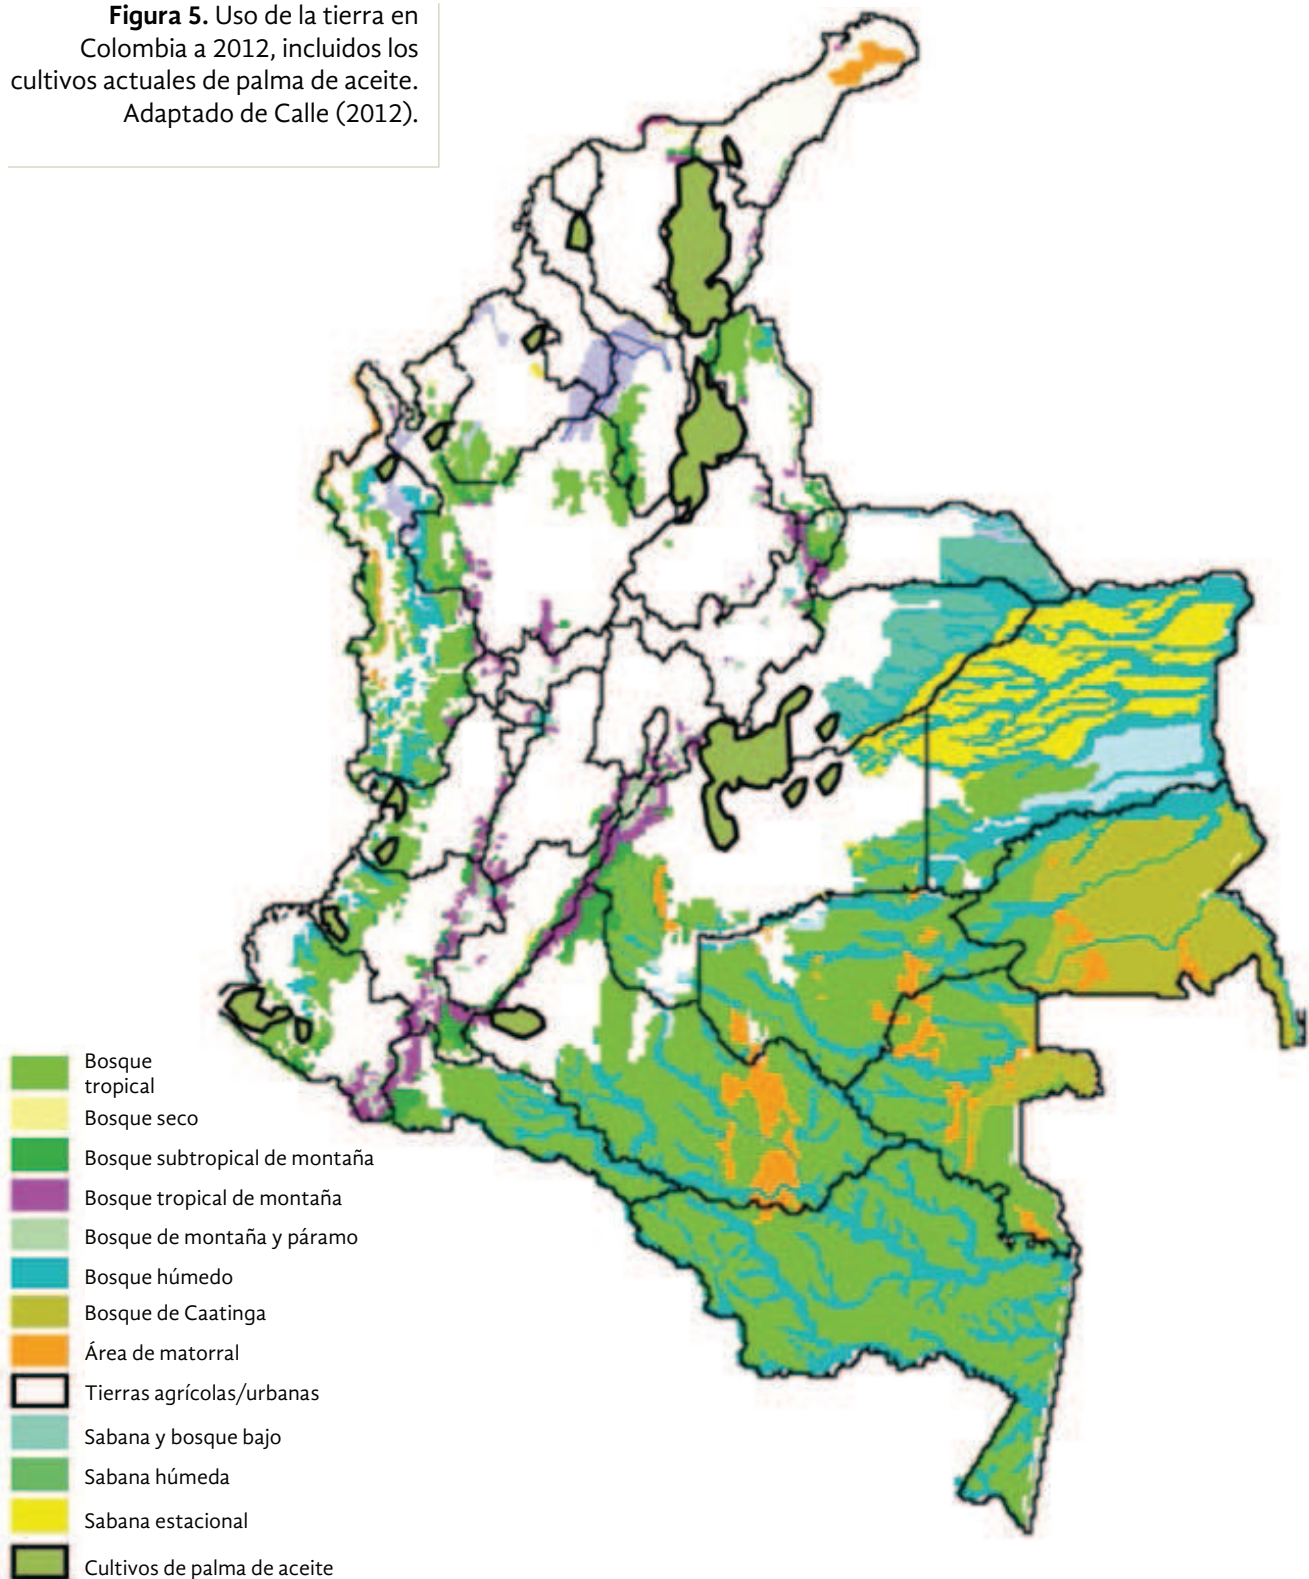 Figura 5. Uso de la tierra en
Colombia a 2012, incluidos los
cultivos actuales de palma de aceite.
Adaptado de Calle (2012).
Bosque
tropical
Bosque seco
Bosque subtropical de montaña
Bosque tropical de montaña
Bosque de montaña y páramo
Bosque húmedo
Bosque de Caatinga
Área de matorral
Tierras agrícolas/urbanas
Sabana y bosque bajo
Sabana húmeda
Sabana estacional
Cultivos de palma de aceite